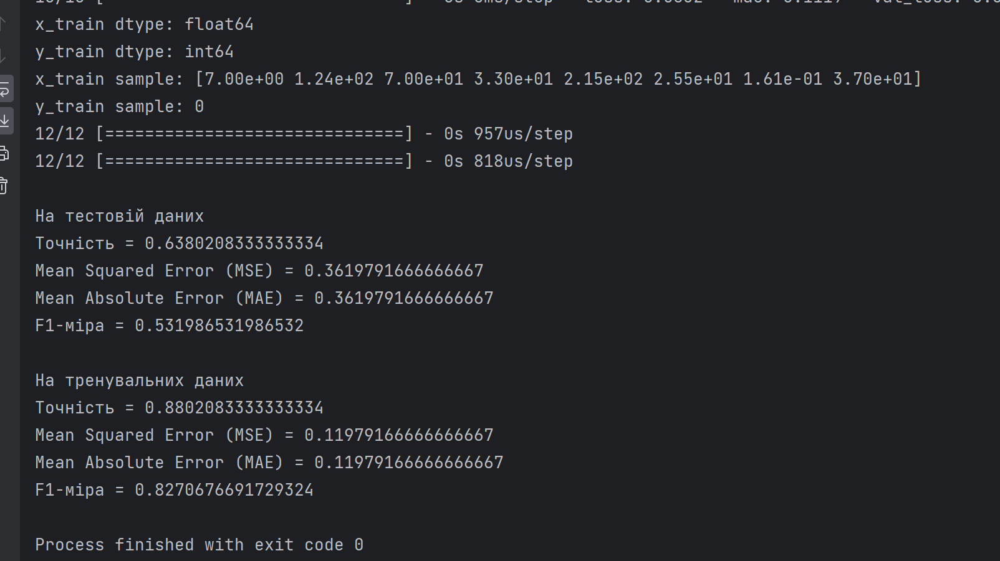 x_train dtype: float64
y_train dtype: int64
x_train sample: [7.00e+00 1.24e+02 7.00e+01 3.30e+01 2.15e+02 2.55e+01 1.61e-01 3.70e+01]
y_train sample: 0
12/12 [==============================] - 0s 957us/step
12/12 [==============================] - 0s 818us/step
На тестовій даних
Точність = 0.6380208333333334
Mean Squared Error (MSE) = 0.3619791666666667
Mean Absolute Error (MAE) = 0.3619791666666667
F1-міра = 0.531986531986532
На тренувальних даних
Точність = 0.8802083333333334
Mean Squared Error (MSE) = 0.11979166666666667
Mean Absolute Error (MAE) = 0.11979166666666667
F1-міра = 0.8270676691729324
Process finished with exit code 0